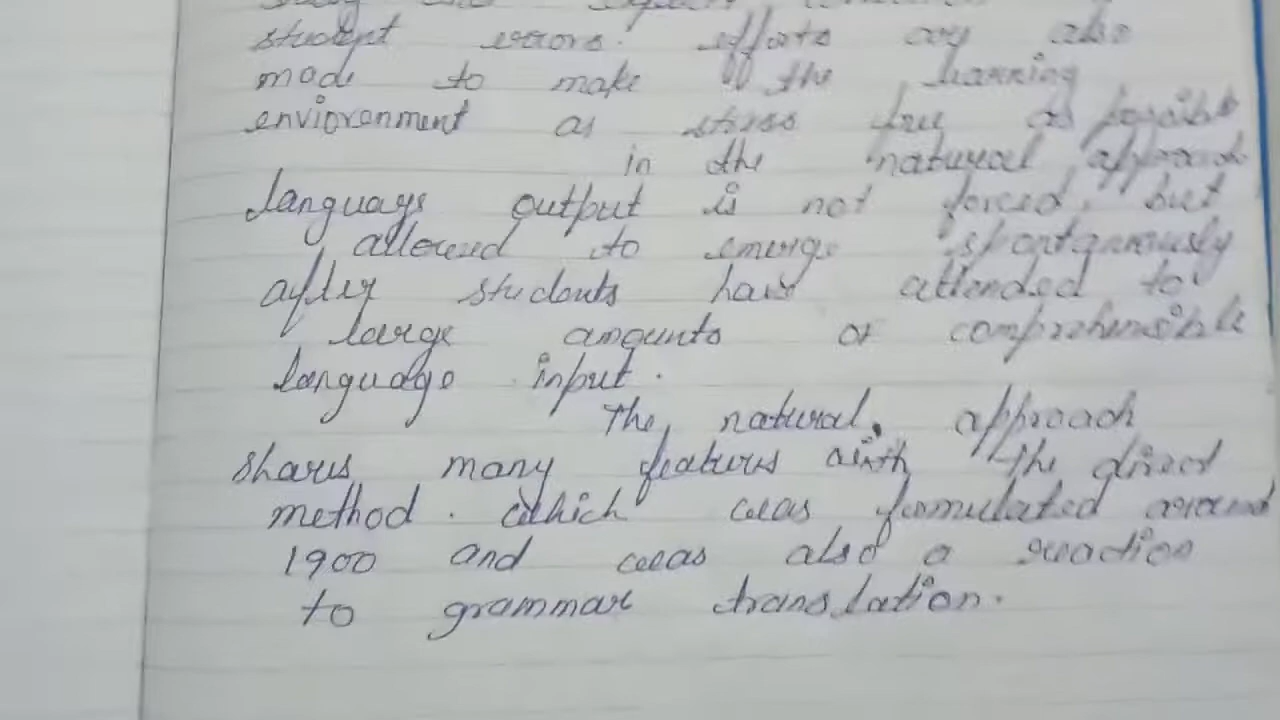 student errors. efforts are also
made to make the learning
enviorenment as stress free as possible
in the natural approach
language output is not forced, but
allowed to emerge spontaneously
after students have attended to
large amounts of comprehensible
language input.
The natural, approach
shares many features with the direct
method. Which was formulated around
1900 and was also a reaction
to grammar translation.